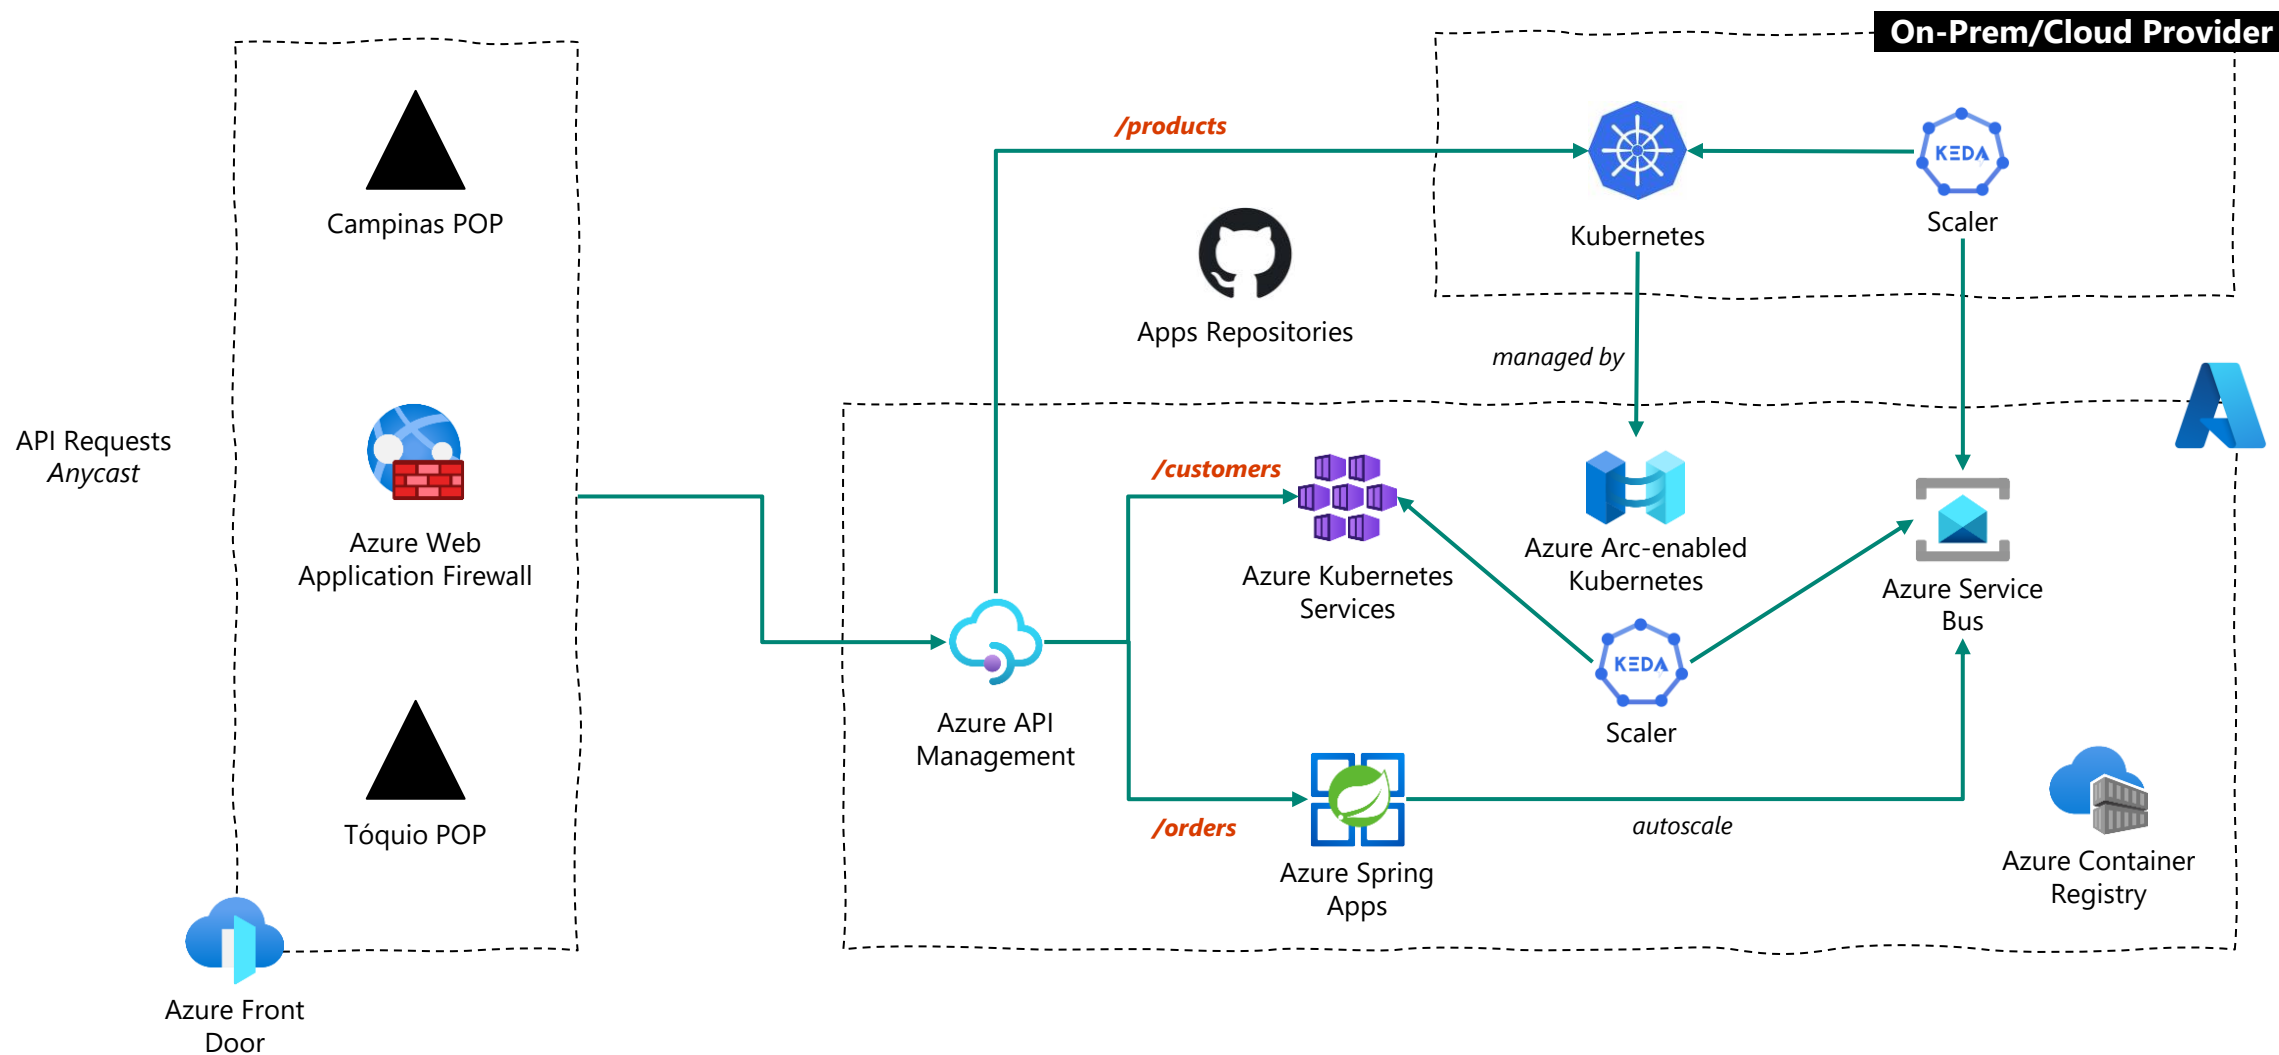 On-Prem/Cloud Provider
/products
KEDA
Campinas POP
Kubernetes
Scaler
Apps Repositories
managed by
API Requests
Anycast
/customers
Azure Web
Application Firewall
Azure Kubernetes
Services
Azure Arc-enabled
Kubernetes
Azure Service
Bus
KEDA
Scaler
Azure API
Management
Tóquio POP
/orders
autoscale
Azure Spring
Apps
Azure Container
Registry
Azure Front
Door